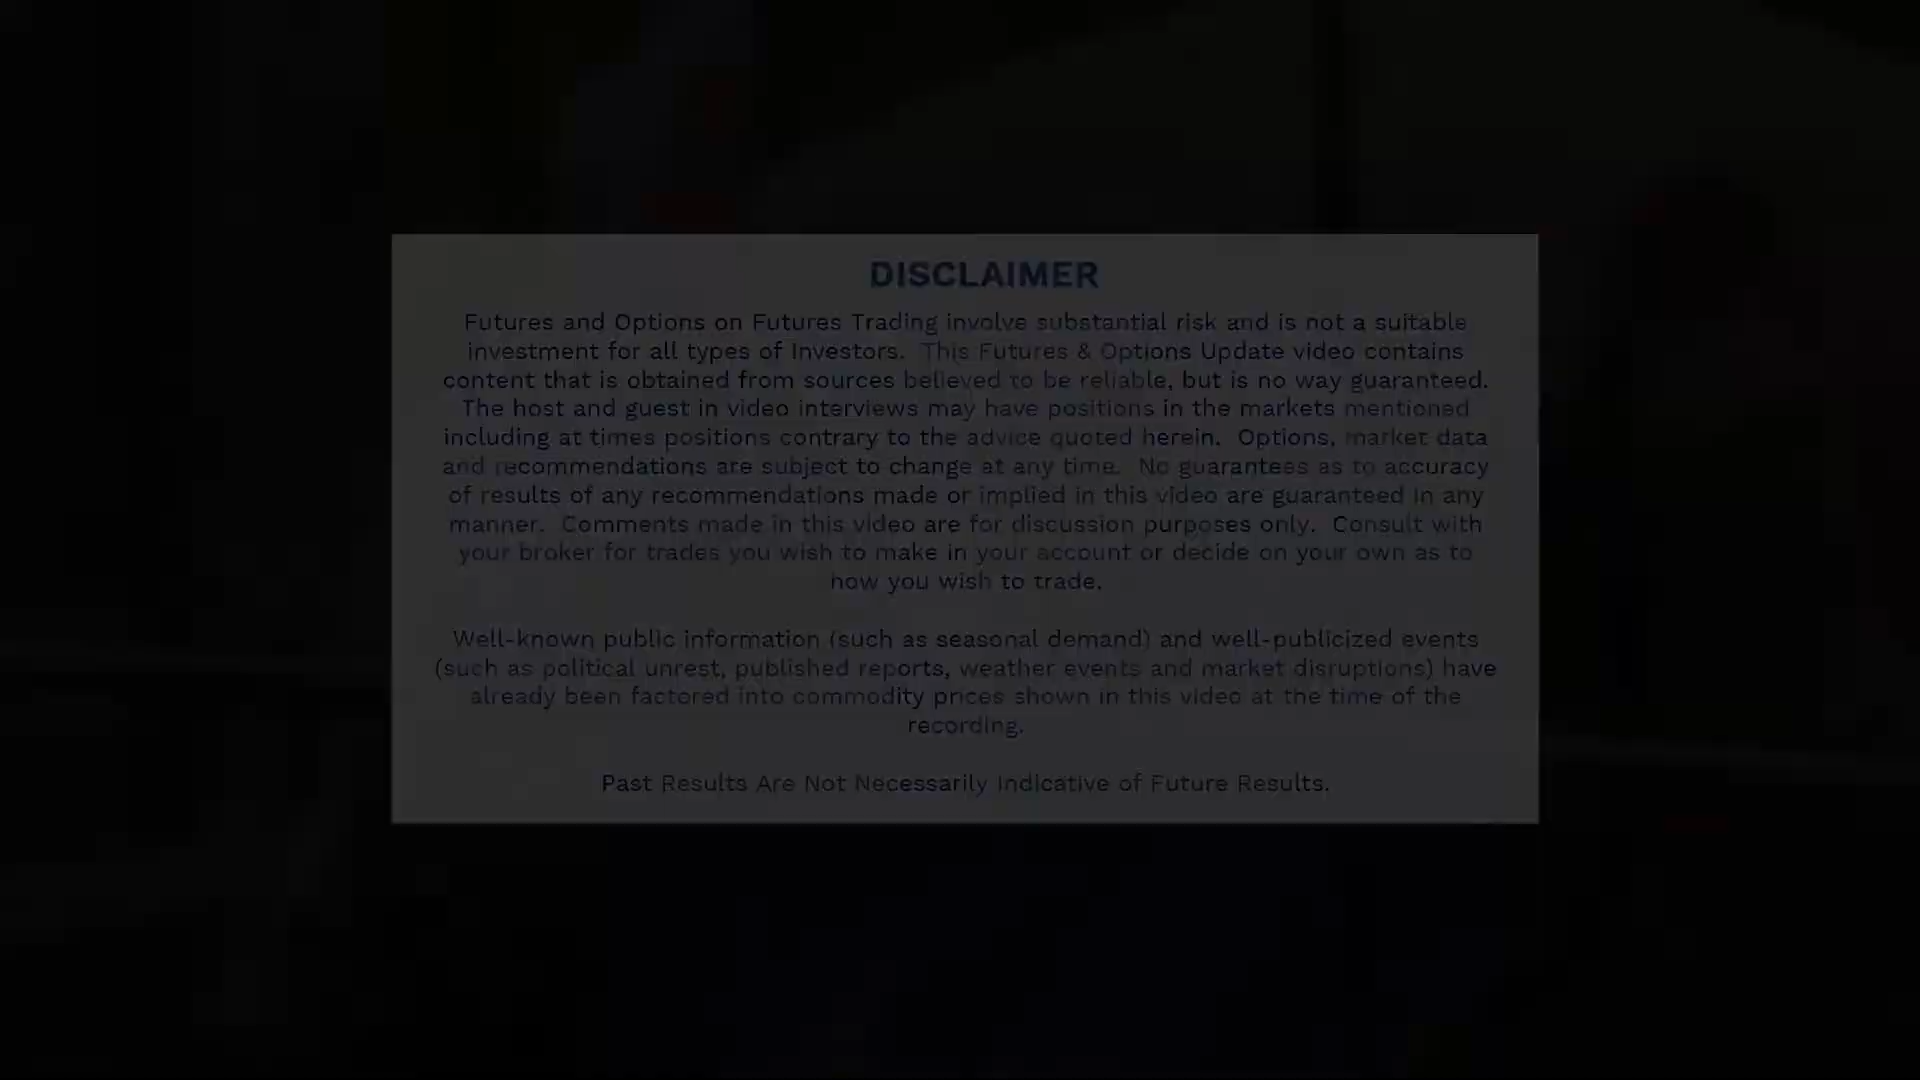 DISCLAIMER
Futures and Options on Futures Trading involve substantial risk and is not a suitable
investment for all types of Investors.  This Futures & Options Update video contains
content that is obtained from sources believed to be reliable, but is no way guaranteed.
The host and guest in video interviews may have positions in the markets mentioned
including at times positions contrary to the advice quoted herein.  Options, market data
and recommendations are subject to change at any time.  No guarantees as to accuracy
of results of any recommendations made or implied in this video are guaranteed in any
manner.  Comments made in this video are for discussion purposes only.  Consult with
your broker for trades you wish to make in your account or decide on your own as to
how you wish to trade.
Well-known public information (such as seasonal demand) and well-publicized events
(such as political unrest, published reports, weather events and market disruptions) have
already been factored into commodity prices shown in this video at the time of the
recording.
Past Results Are Not Necessarily Indicative of Future Results.